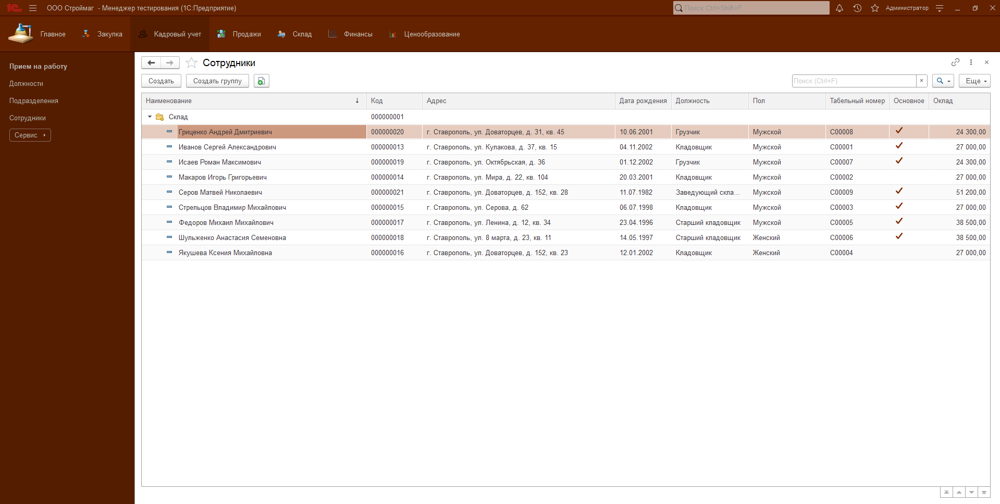 1С ООО Строймаг - Менеджер тестирования (1С:Предприятие) Поиск Ctrl+Shift+F Администратор
Главное Закупка Кадровый учет Продажи Склад Финансы Ценообразование
Прием на работу
Должности
Подразделения
Сотрудники
Сервис
Сотрудники
Создать Создать группу Поиск (Ctrl+F) × Еще
Наименование Код Адрес Дата рождения Должность Пол Табельный номер Основное Оклад
Склад 000000001
Гриценко Андрей Дмитриевич 000000020 г. Ставрополь, ул. Доваторцев, д. 31, кв. 45 10.06.2001 Грузчик Мужской С00008 24 300,00
Иванов Сергей Александрович 000000013 г. Ставрополь, ул. Кулакова, д. 37, кв. 15 04.11.2002 Кладовщик Мужской С00001 27 000,00
Исаев Роман Максимович 000000019 г. Ставрополь, ул. Октябрьская, д. 36 01.12.2002 Грузчик Мужской С00007 24 300,00
Макаров Игорь Григорьевич 000000014 г. Ставрополь, ул. Мира, д. 22, кв. 104 20.03.2001 Кладовщик Мужской С00002 27 000,00
Серов Матвей Николаевич 000000021 г. Ставрополь, ул. Доваторцев, д. 152, кв. 28 11.07.1982 Заведующий скла... Мужской С00009 51 200,00
Стрельцов Владимир Михайлович 000000015 г. Ставрополь, ул. Серова, д. 62 06.07.1998 Кладовщик Мужской С00003 27 000,00
Федоров Михаил Михайлович 000000017 г. Ставрополь, ул. Ленина, д. 12, кв. 34 23.04.1996 Старший кладовщик Мужской С00005 38 500,00
Шульженко Анастасия Семеновна 000000018 г. Ставрополь, ул. 8 марта, д. 23, кв. 11 14.05.1997 Старший кладовщик Женский С00006 38 500,00
Якушева Ксения Михайловна 000000016 г. Ставрополь, ул. Доваторцев, д. 152, кв. 23 12.01.2002 Кладовщик Женский С00004 27 000,00